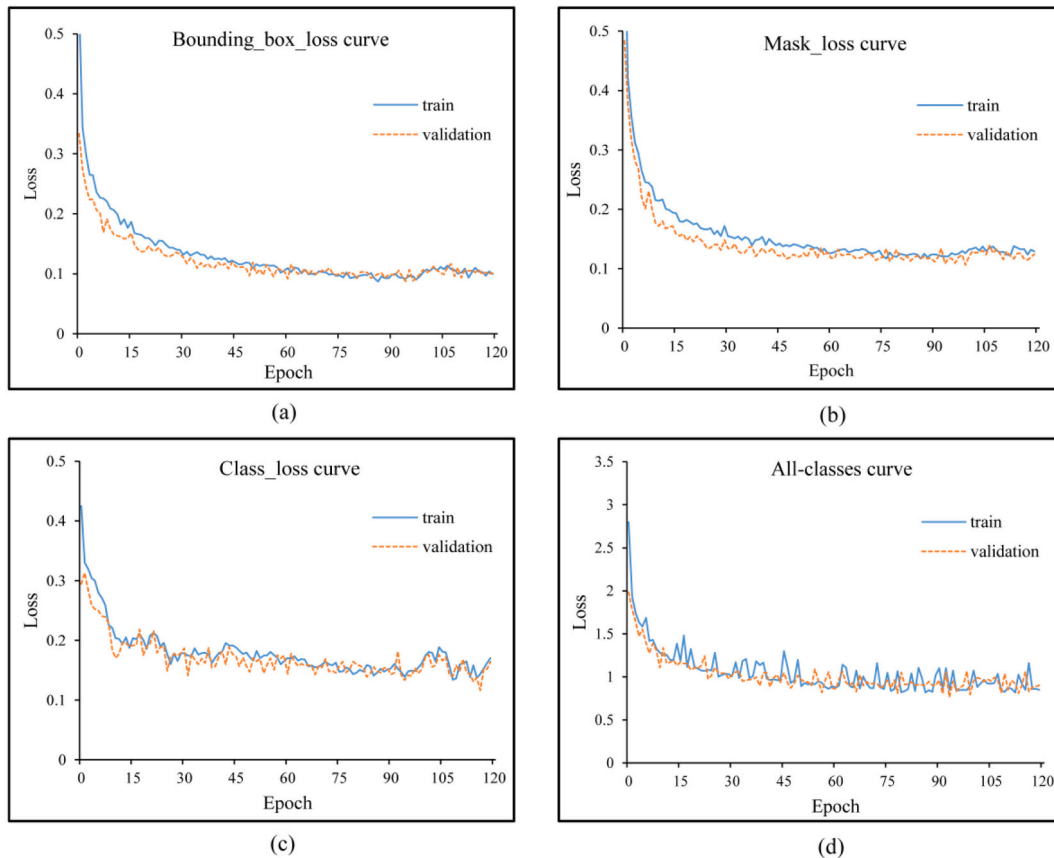 Bounding_box_loss curve
0.5
0.4
0.3
0.2
0.1
0
Loss
train
validation
0 15 30 45 60 75 90 105 120
Epoch
(a)
Mask_loss curve
0.5
0.4
0.3
0.2
0.1
0
Loss
train
validation
0 15 30 45 60 75 90 105 120
Epoch
(b)
Class_loss curve
0.5
0.4
0.3
0.2
0.1
0
Loss
train
validation
0 15 30 45 60 75 90 105 120
Epoch
(c)
All-classes curve
3.5
3
2.5
2
1.5
1
0.5
0
Loss
train
validation
0 15 30 45 60 75 90 105 120
Epoch
(d)